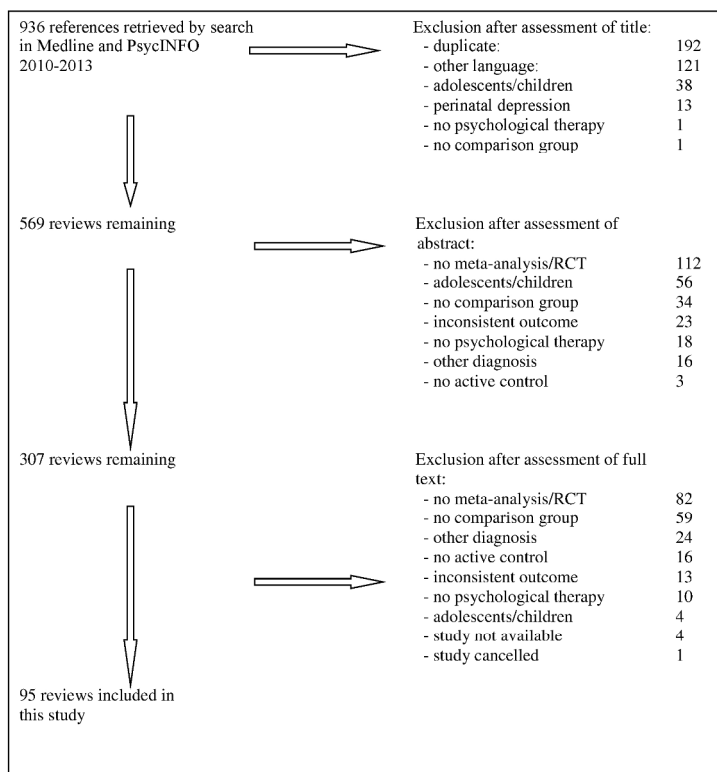 936 references retrieved by search
in Medline and PsycINFO
2010-2013
Exclusion after assessment of title:
- duplicate: 192
- other language: 121
- adolescents/children 38
- perinatal depression 13
- no psychological therapy 1
- no comparison group 1
569 reviews remaining
Exclusion after assessment of
abstract:
- no meta-analysis/RCT 112
- adolescents/children 56
- no comparison group 34
- inconsistent outcome 23
- no psychological therapy 18
- other diagnosis 16
- no active control 3
307 reviews remaining
Exclusion after assessment of full
text:
- no meta-analysis/RCT 82
- no comparison group 59
- other diagnosis 24
- no active control 16
- inconsistent outcome 13
- no psychological therapy 10
- adolescents/children 4
- study not available 4
- study cancelled 1
95 reviews included in
this study